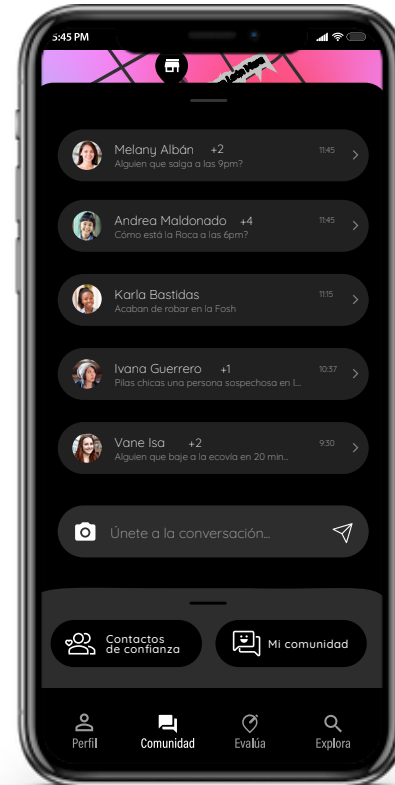 5:45 PM
Melany Albán +2
11:45
Alguien que salga a las 9pm?
Andrea Maldonado +4
11:45
Cómo está la Roca a las 6pm?
Karla Bastidas
11:15
Acaban de robar en la Fosh
Ivana Guerrero +1
10:37
Pilas chicas una persona sospechosa en l...
Vane Isa +2
9:30
Alguien que baje a la ecovía en 20 min...
Únete a la conversación...
Contactos
de confianza
Mi comunidad
Perfil
Comunidad
Evalúa
Explora